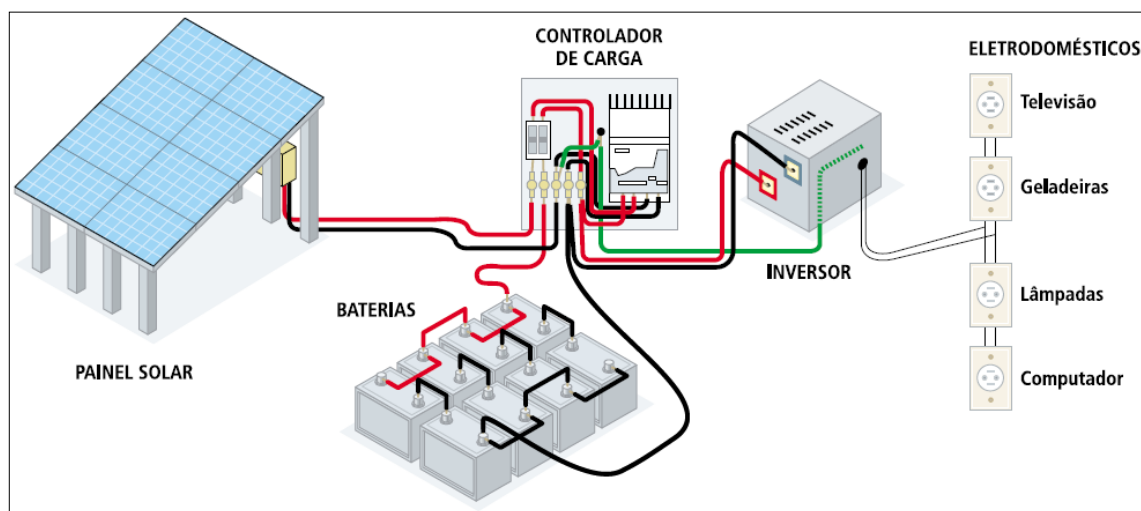 CONTROLADOR
DE CARGA
ELETRODOMÉSTICOS
Televisão
Geladeiras
INVERSOR
Lâmpadas
BATERIAS
PAINEL SOLAR
Computador